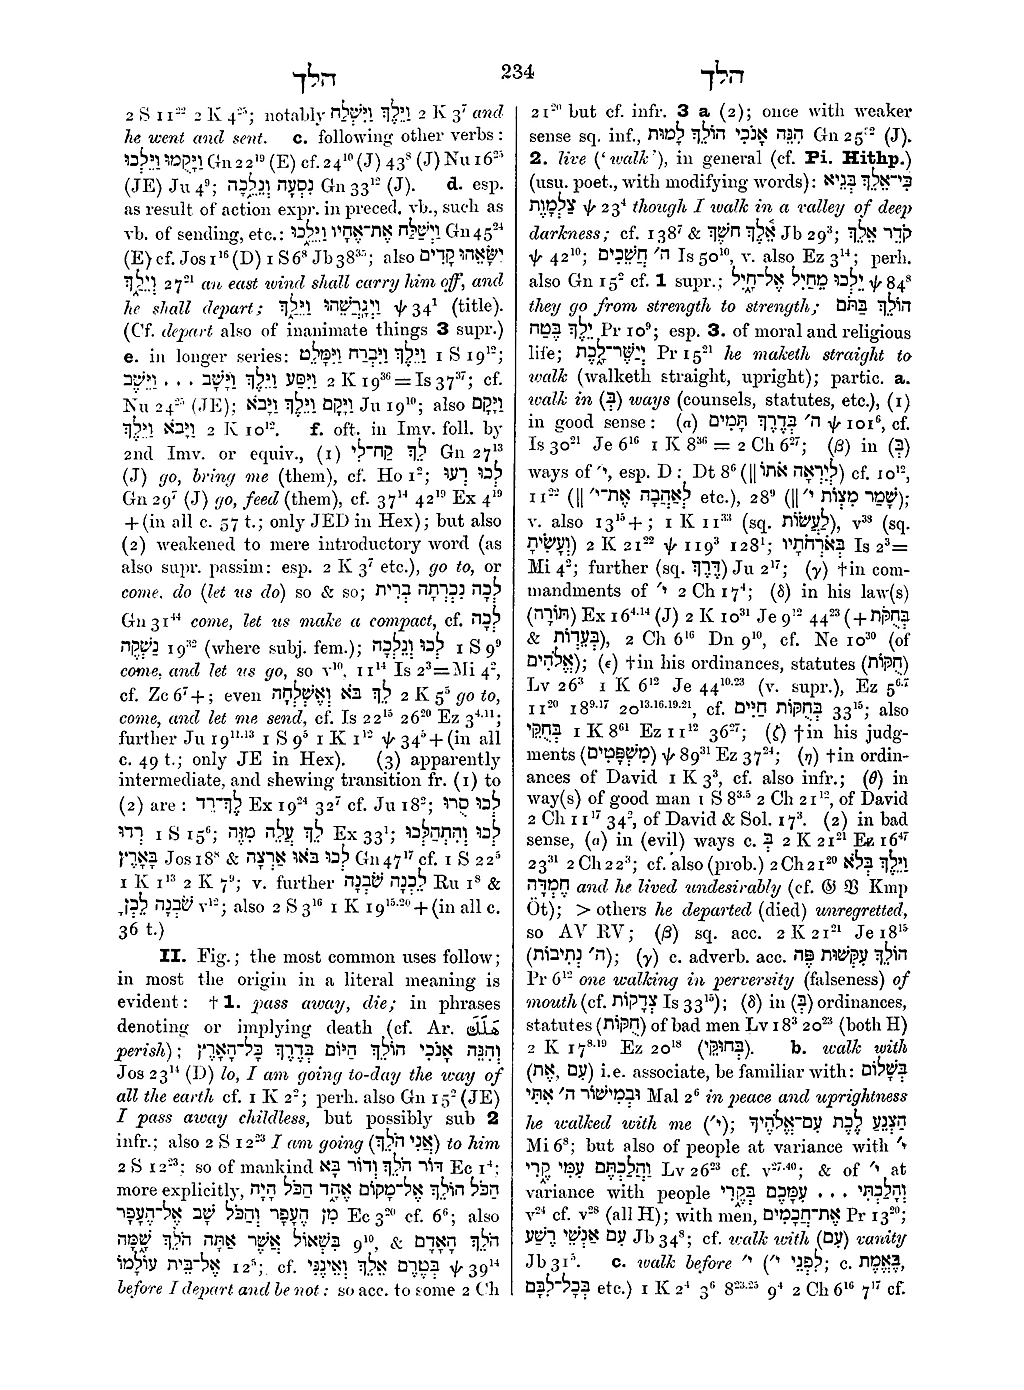 הלך 234 הלך
2 S 11²² 2 K 4²⁵; notably וַיֵּלֶךְ וַיִּשְׁלַח 2 K 3⁷ and
he went and sent. c. following other verbs:
וַיָּקֻמוּ וַיֵּלְכוּ Gn 22¹⁹ (E) cf. 24¹⁰ (J) 43⁸ (J) Nu 16²⁵
(JE) Ju 4⁹; נִסְעָה וְנֵלֵכָה Gn 33¹² (J). d. esp.
as result of action expr. in preced. vb., such as
vb. of sending, etc.: וַיְשַׁלַּח אֶת־אֶחָיו וַיֵּלֵכוּ Gn 45²⁴
(E) cf. Jos 1¹⁶ (D) 1 S 6⁸ Jb 38³⁵; also יִשָּׂאֵהוּ קָדִים
וְיֵלַךְ 27²¹ an east wind shall carry him off, and
he shall depart; וַיְגָרֲשֵׁהוּ וַיֵּלַךְ ψ 34¹ (title).
(Cf. depart also of inanimate things 3 supr.)
e. in longer series: וַיֵּלֶךְ וַיִּבְרַח וַיִּמָּלֵט 1 S 19¹²;
וַיִּסַּע וַיֵּלֶךְ וַיָּשָׁב ... וַיֵּשֶׁב 2 K 19³⁶ = Is 37³⁷; cf.
Nu 24²⁵ (JE); וַיָּקָם וַיֵּלֶךְ וַיָּבֹא Ju 19¹⁰; also וַיָּקָם
וַיָּבֹא וַיֵּלֶךְ 2 K 10¹². f. oft. in Imv. foll. by
2nd Imv. or equiv., (1) לֵךְ קַח־לִי Gn 27¹³
(J) go, bring me (them), cf. Ho 1²; לְכוּ רְעוּ
Gn 29⁷ (J) go, feed (them), cf. 37¹⁴ 42¹⁹ Ex 4¹⁹
+ (in all c. 57 t.; only JED in Hex); but also
(2) weakened to mere introductory word (as
also supr. passim: esp. 2 K 3⁷ etc.), go to, or
come, do (let us do) so & so; לְכָה נִכְרְתָה בְרִית
Gn 31⁴⁴ come, let us make a compact, cf. לְכָה
נַשְׁקֶה 19³² (where subj. fem.); לְכוּ וְנֵלְכָה 1 S 9⁹
come, and let us go, so v¹⁰, 11¹⁴ Is 2³ = Mi 4²,
cf. Zc 6⁷ +; even לֶךְ בֹּא וְאֶשְׁלְחָה 2 K 5⁵ go to,
come, and let me send, cf. Is 22¹⁵ 26²⁰ Ez 3⁴·¹¹;
further Ju 19¹¹·¹³ 1 S 9⁵ 1 K 1¹² ψ 34⁵ + (in all
c. 49 t.; only JE in Hex). (3) apparently
intermediate, and shewing transition fr. (1) to
(2) are: לֶךְ־רֵד Ex 19²⁴ 32⁷ cf. Ju 18²; לְכוּ סֻרוּ
רְדוּ 1 S 15⁶; לֵךְ עֲלֵה מִזֶּה Ex 33¹; לְכוּ וְהִתְהַלְּכוּ
בָאָרֶץ Jos 18⁸ & לְכוּ בֹאוּ אַרְצָה Gn 47¹⁷ cf. 1 S 22⁵
1 K 1¹³ 2 K 7⁹; v. further לֵכְנָה שֹּׁבְנָה Ru 1⁸ &
שֹׁבְנָה לֵכְןָ v¹²; also 2 S 3¹⁶ 1 K 19¹⁵·²⁰ + (in all c.
36 t.)
II. Fig.; the most common uses follow;
in most the origin in a literal meaning is
evident: † 1. pass away, die; in phrases
denoting or implying death (cf. Ar. هَلَكَ
perish); וְהִנֵּה אָנֹכִי הוֹלֵךְ הַיּוֹם בְּדֶרֶךְ כָּל־הָאָרֶץ
Jos 23¹⁴ (D) lo, I am going to-day the way of
all the earth cf. 1 K 2²; perh. also Gn 15² (JE)
I pass away childless, but possibly sub 2
infr.; also 2 S 12²³ I am going (אֲנִי הֹלֵךְ) to him
2 S 12²³: so of mankind דּוֹר הֹלֵךְ וְדוֹר בָּא Ec 1⁴;
more explicitly, הַכֹּל הוֹלֵךְ אֶל־מָקוֹם אֶחָד הַכֹּל הָיָה
מִן הֶעָפָר וְהַכֹּל שָׁב אֶל־הֶעָפָר Ec 3²⁰ cf. 6⁶; also
בִּשְׁאוֹל אֲשֶׁר אַתָּה הֹלֵךְ שָׁמָּה 9¹⁰, & הֹלֵךְ הָאָדָם
אֶל־בֵּית עוֹלָמוֹ 12⁵; cf. בְּטֶרֶם אֵלֵךְ וְאֵינֶנִּי ψ 39¹⁴
before I depart and be not: so acc. to some 2 Ch
21²⁰ but cf. infr. 3 a (2); once with weaker
sense sq. inf., הִנֵּה אָנֹכִי הוֹלֵךְ לָמוּת Gn 25³² (J).
2. live ('walk'), in general (cf. Pi. Hithp.)
(usu. poet., with modifying words): כִּי־אֵלֵךְ בְּגֵיא
צַלְמָוֶת ψ 23⁴ though I walk in a valley of deep
darkness; cf. 138⁷ & אֵלֶךְ חֹשֶׁךְ Jb 29³; קֹדֵר אֵלֵךְ
ψ 42¹⁰; ה׳ חֲשֵׁכִים Is 50¹⁰, v. also Ez 3¹⁴; perh.
also Gn 15² cf. 1 supr.; יֵלְכוּ מֵחַיִל אֶל־חָיִל ψ 84⁸
they go from strength to strength; הוֹלֵךְ בַּתֹּם
יֵלֶךְ בֶּטַח Pr 10⁹; esp. 3. of moral and religious
life; יְיַשֶּׁר־לָכֶת Pr 15²¹ he maketh straight to
walk (walketh straight, upright); partic. a.
walk in (בְּ) ways (counsels, statutes, etc.), (1)
in good sense: (α) ה׳ בְּדֶרֶךְ תָּמִים ψ 101⁶, cf.
Is 30²¹ Je 6¹⁶ 1 K 8³⁶ = 2 Ch 6²⁷; (β) in (בְּ)
ways of י׳, esp. D: Dt 8⁶ (|| לְיִרְאָה אֹתוֹ) cf. 10¹²,
11²² (|| לְאַהֲבָה אֶת־י׳ etc.), 28⁹ (|| שָׁמַר מִצְוֹת י׳);
v. also 13¹⁵ +; 1 K 11³³ (sq. לַעֲשׂוֹת), v³⁸ (sq.
וְעָשִׂיתָ) 2 K 21²² ψ 119³ 128¹; בְּאֹרְחֹתָיו Is 2³ =
Mi 4²; further (sq. דֶּרֶךְ) Ju 2¹⁷; (γ) † in com-
mandments of י׳ 2 Ch 17⁴; (δ) in his law(s)
(תּוֹרָה) Ex 16⁴·¹⁴ (J) 2 K 10³¹ Je 9¹² 44²³ (+ בְּחֻקֹּת
& בְּעֵדוֹת), 2 Ch 6¹⁶ Dn 9¹⁰, cf. Ne 10³⁰ (of
אֱלֹהִים); (ε) † in his ordinances, statutes (חֻקּוֹת)
Lv 26³ 1 K 6¹² Je 44¹⁰·²³ (v. supr.), Ez 5⁶·⁷
11²⁰ 18⁹·¹⁷ 20¹³·¹⁶·¹⁹·²¹, cf. בְּחֻקּוֹת חַיִּים 33¹⁵; also
בְּחֻקַּי 1 K 8⁶¹ Ez 11¹² 36²⁷; (ζ) † in his judg-
ments (מִשְׁפָּטִים) ψ 89³¹ Ez 37²⁴; (η) † in ordin-
ances of David 1 K 3³, cf. also infr.; (θ) in
way(s) of good man 1 S 8³·⁵ 2 Ch 21¹², of David
2 Ch 11¹⁷ 34², of David & Sol. 17³. (2) in bad
sense, (α) in (evil) ways c. בְּ 2 K 21²¹ Ez 16⁴⁷
23³¹ 2 Ch 22³; cf. also (prob.) 2 Ch 21²⁰ וַיֵּלֶךְ בְּלֹא
חֶמְדָּה and he lived undesirably (cf. 𝔊 𝔙 Kmp
Öt); > others he departed (died) unregretted,
so AV RV; (β) sq. acc. 2 K 21²¹ Je 18¹⁵
(ה׳ נְתִיבוֹת); (γ) c. adverb. acc. הוֹלֵךְ עִקְּשׁוּת פֶּה
Pr 6¹² one walking in perversity (falseness) of
mouth (cf. צְדָקוֹת Is 33¹⁵); (δ) in (בְּ) ordinances,
statutes (חֻקּוֹת) of bad men Lv 18³ 20²³ (both H)
2 K 17⁸·¹⁹ Ez 20¹⁸ (בְּחוּקֵּי). b. walk with
(עִם, אֵת) i.e. associate, be familiar with: בְּשָׁלוֹם
וּבְמִישׁוֹר ה׳ אִתִּי Mal 2⁶ in peace and uprightness
he walked with me (י׳); הַצְנֵעַ לֶכֶת עִם־אֱלֹהֶיךָ
Mi 6⁸; but also of people at variance with י׳
וַהֲלַכְתֶּם עִמִּי קֶרִי Lv 26²³ cf. v²⁷·⁴⁰; & of י׳ at
variance with people וְהָלַכְתִּי ... עִמָּכֶם בְּקֶרִי
v²⁴ cf. v²⁸ (all H); with men, אֶת־חֲכָמִים Pr 13²⁰;
עִם אַנְשֵׁי רֶשַׁע Jb 34⁸; cf. walk with (עִם) vanity
Jb 31⁵. c. walk before י׳ (לִפְנֵי י׳; c. בֶּאֱמֶת,
בְּכָל־לִבָּם etc.) 1 K 2⁴ 3⁶ 8²³·²⁵ 9⁴ 2 Ch 6¹⁶ 7¹⁷ cf.